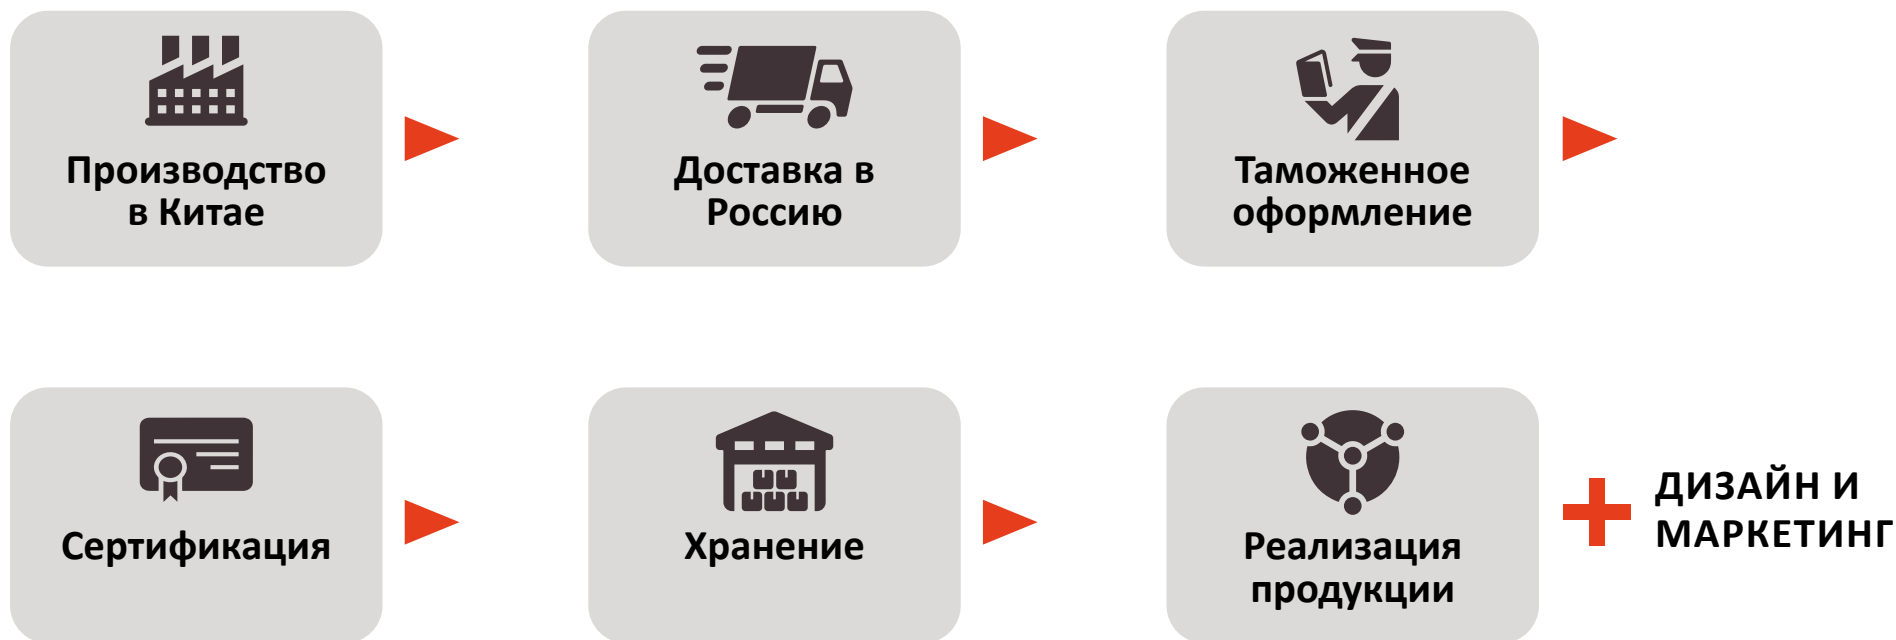 Производство
в Китае
Доставка в
Россию
Таможенное
оформление
Сертификация
Хранение
Реализация
продукции
ДИЗАЙН И
МАРКЕТИНГ